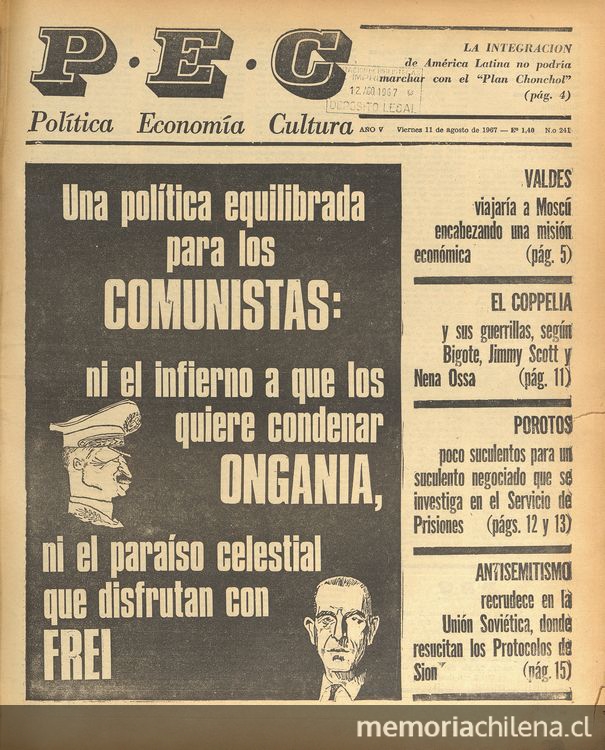 P·E·C
Política Economía Cultura
LA INTEGRACION
de América Latina no podría
marchar con el "Plan Chonchol"
(pág. 4)
12 AGO 1967
DEPOSITO LEGAL
AÑO V Viernes 11 de agosto de 1967 — Eº 1,40 N.o 241
Una política equilibrada
para los
COMUNISTAS:
ni el infierno a que los
quiere condenar
ONGANIA,
ni el paraíso celestial
que disfrutan con
FREI
VALDES
viajaría a Moscú
encabezando una misión
económica (pág. 5)
EL COPPELIA
y sus guerrillas, según
Bigote, Jimmy Scott y
Nena Ossa (pág. 11)
POROTOS
poco suculentos para un
suculento negociado que se
investiga en el Servicio de
Prisiones (págs. 12 y 13)
ANTISEMITISMO
recrudece en la
Unión Soviética, donde
resucitan los Protocolos de
Sion (pág. 15)
memoriachilena.cl